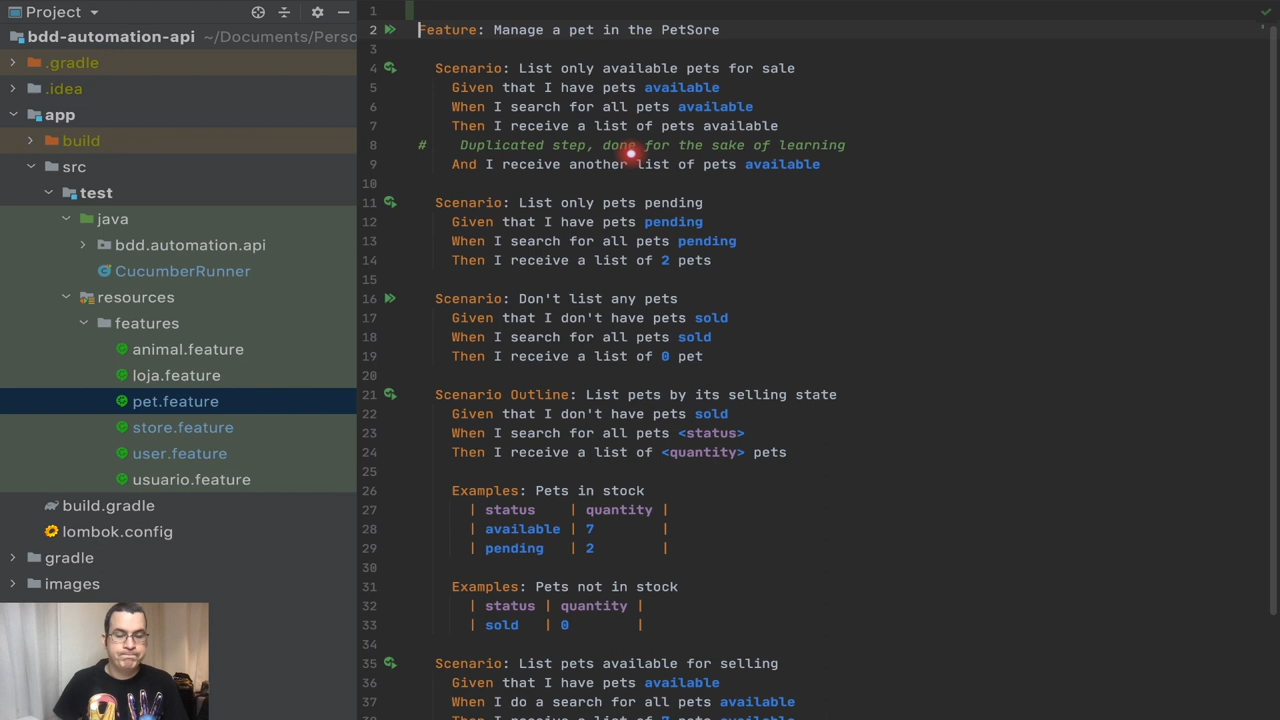 Project
bdd-automation-api ~/Documents/Perso
.gradle
.idea
app
build
src
test
java
bdd.automation.api
CucumberRunner
resources
features
animal.feature
loja.feature
pet.feature
store.feature
user.feature
usuario.feature
build.gradle
lombok.config
gradle
images
1
2 Feature: Manage a pet in the PetSore
3
4 Scenario: List only available pets for sale
5 Given that I have pets available
6 When I search for all pets available
7 Then I receive a list of pets available
8 # Duplicated step, done for the sake of learning
9 And I receive another list of pets available
10
11 Scenario: List only pets pending
12 Given that I have pets pending
13 When I search for all pets pending
14 Then I receive a list of 2 pets
15
16 Scenario: Don't list any pets
17 Given that I don't have pets sold
18 When I search for all pets sold
19 Then I receive a list of 0 pet
20
21 Scenario Outline: List pets by its selling state
22 Given that I don't have pets sold
23 When I search for all pets <status>
24 Then I receive a list of <quantity> pets
25
26 Examples: Pets in stock
27 | status | quantity |
28 | available | 7 |
29 | pending | 2 |
30
31 Examples: Pets not in stock
32 | status | quantity |
33 | sold | 0 |
34
35 Scenario: List pets available for selling
36 Given that I have pets available
37 When I do a search for all pets available
38 Then I receive a list of 7 pets